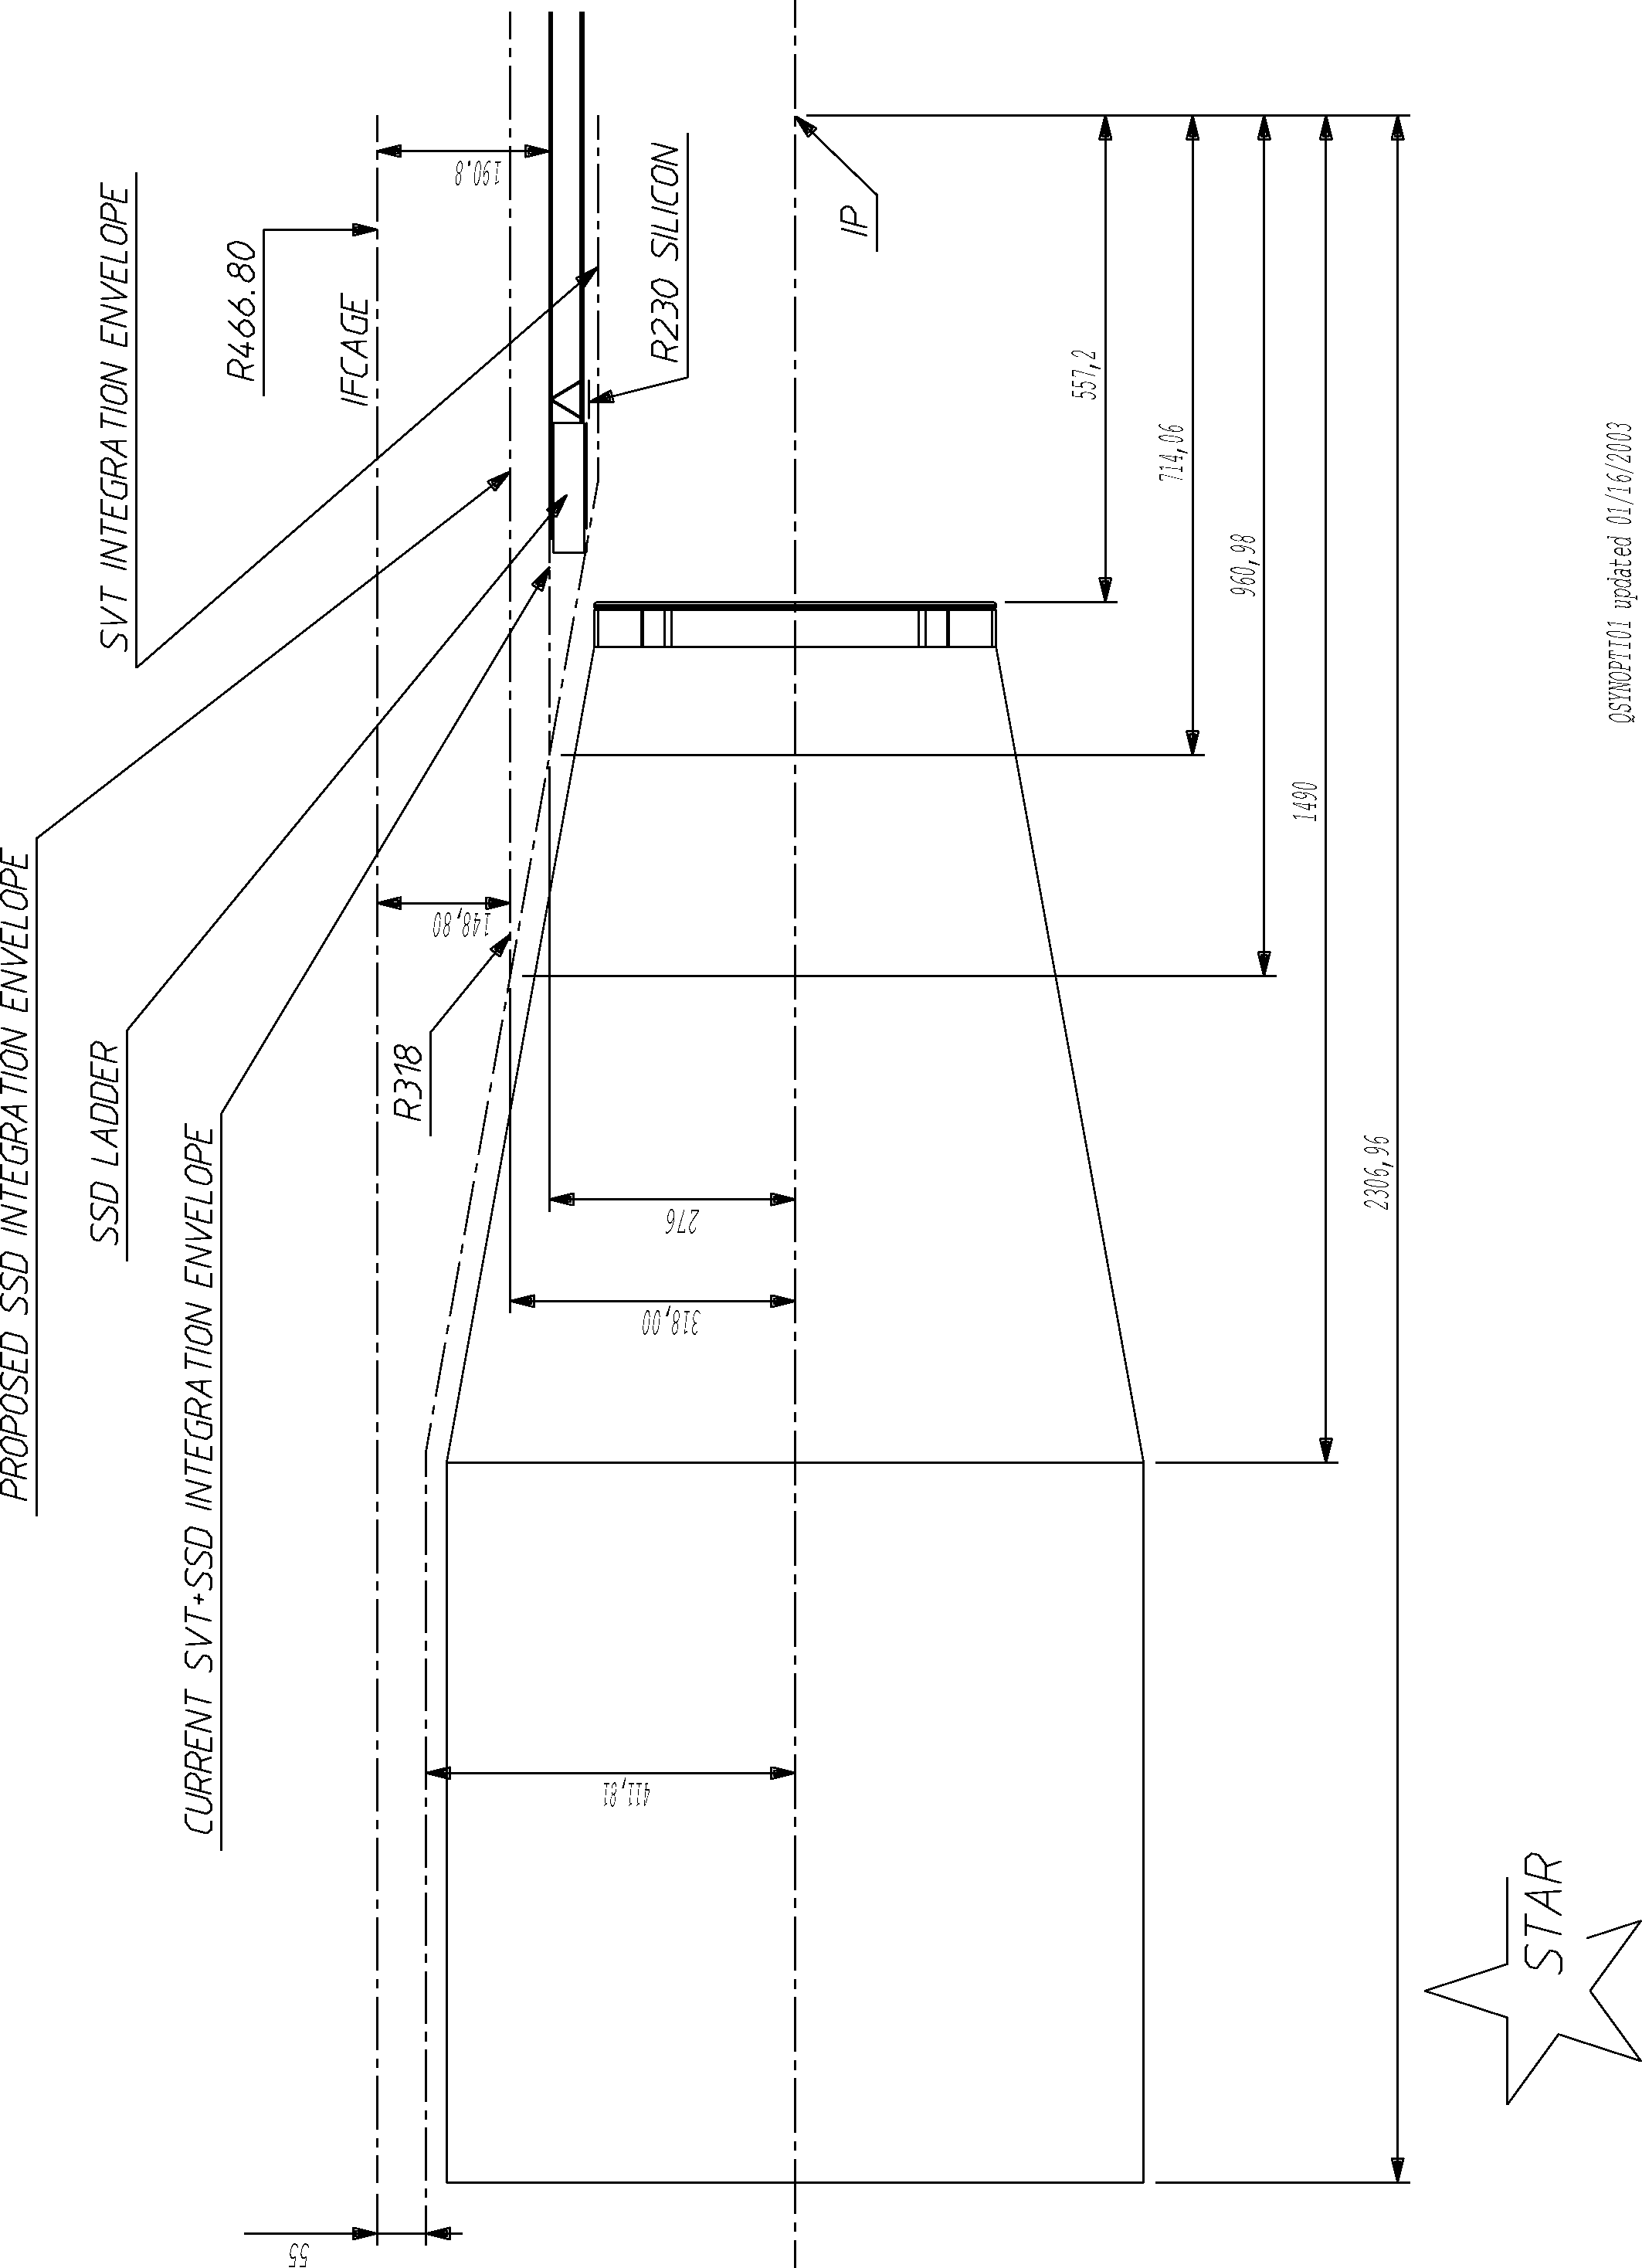 PROPOSED SSD INTEGRATION ENVELOPE
SSD LADDER
SVT INTEGRATION ENVELOPE
CURRENT SVT+SSD INTEGRATION ENVELOPE
R466.80
IFCAGE
55
R318
148,80
190.8
411,81
318,00
276
R230 SILICON
IP
557,2
714,06
960,98
1490
2306,96
STAR
QSYNOPTI01 updated 01/16/2003